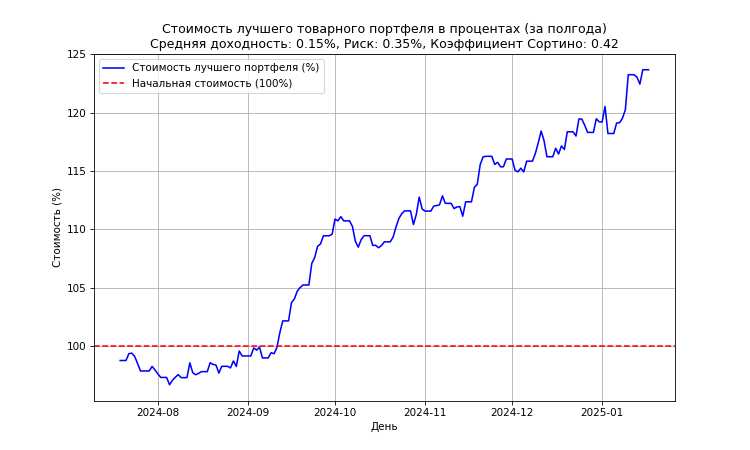 Стоимость лучшего товарного портфеля в процентах (за полгода)
Средняя доходность: 0.15%, Риск: 0.35%, Коэффициент Сортино: 0.42
Стоимость лучшего портфеля (%)
Начальная стоимость (100%)
Стоимость (%)
125
120
115
110
105
100
2024-08
2024-09
2024-10
2024-11
2024-12
2025-01
День